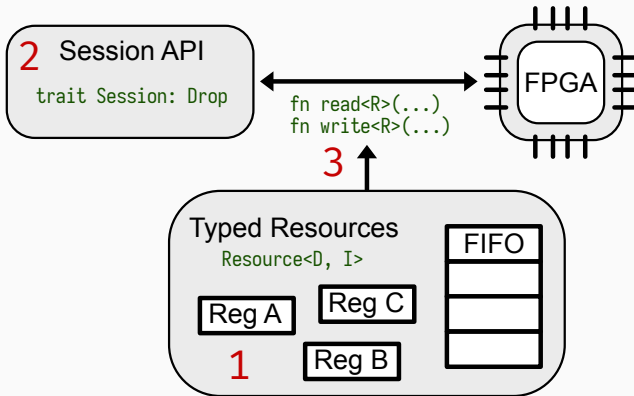 2 Session API
trait Session: Drop
FPGA
fn read<R>(...)
fn write<R>(...)
3
Typed Resources
Resource<D, I>
FIFO
Reg A
Reg C
1
Reg B